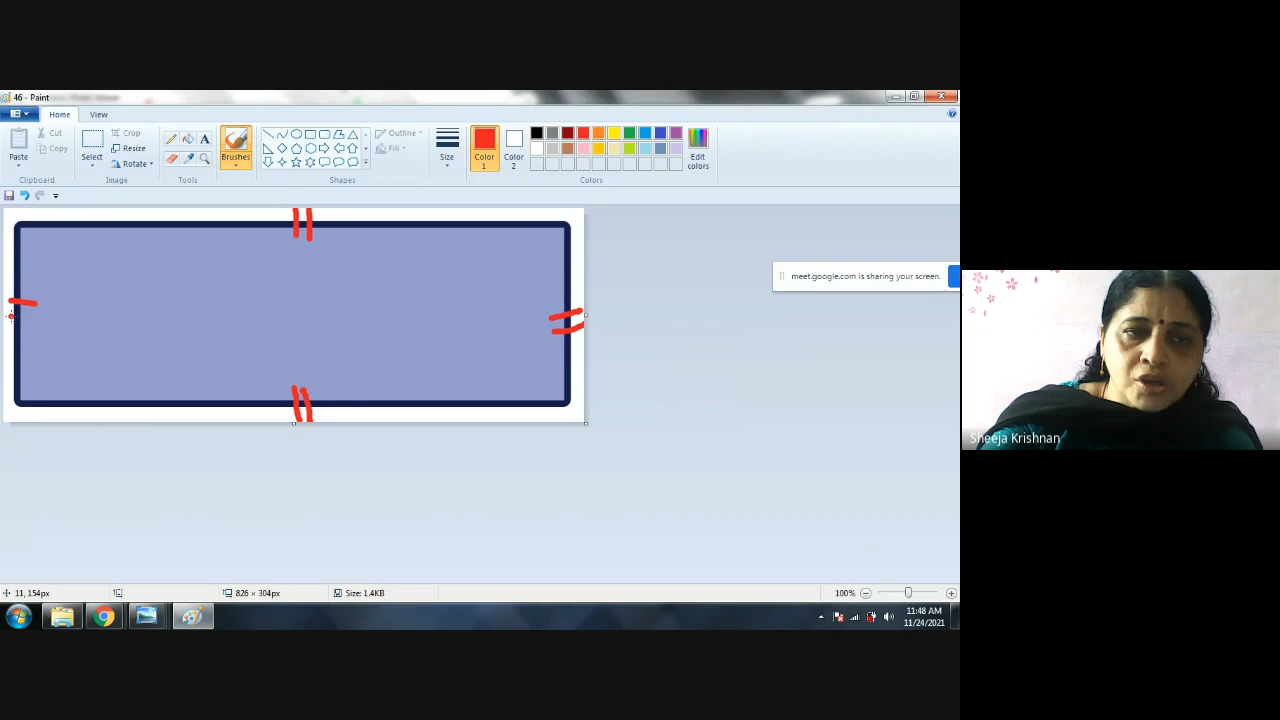 46 - Paint
Home View
Paste Cut Copy Select Crop Resize Rotate A Brushes Outline Fill Size Color 1 Color 2 Edit colors
Clipboard Image Tools Shapes Colors
meet.google.com is sharing your screen.
Sheeja Krishnan
11, 154px 826 × 304px Size: 1.4KB 100%
11:48 AM
11/24/2021